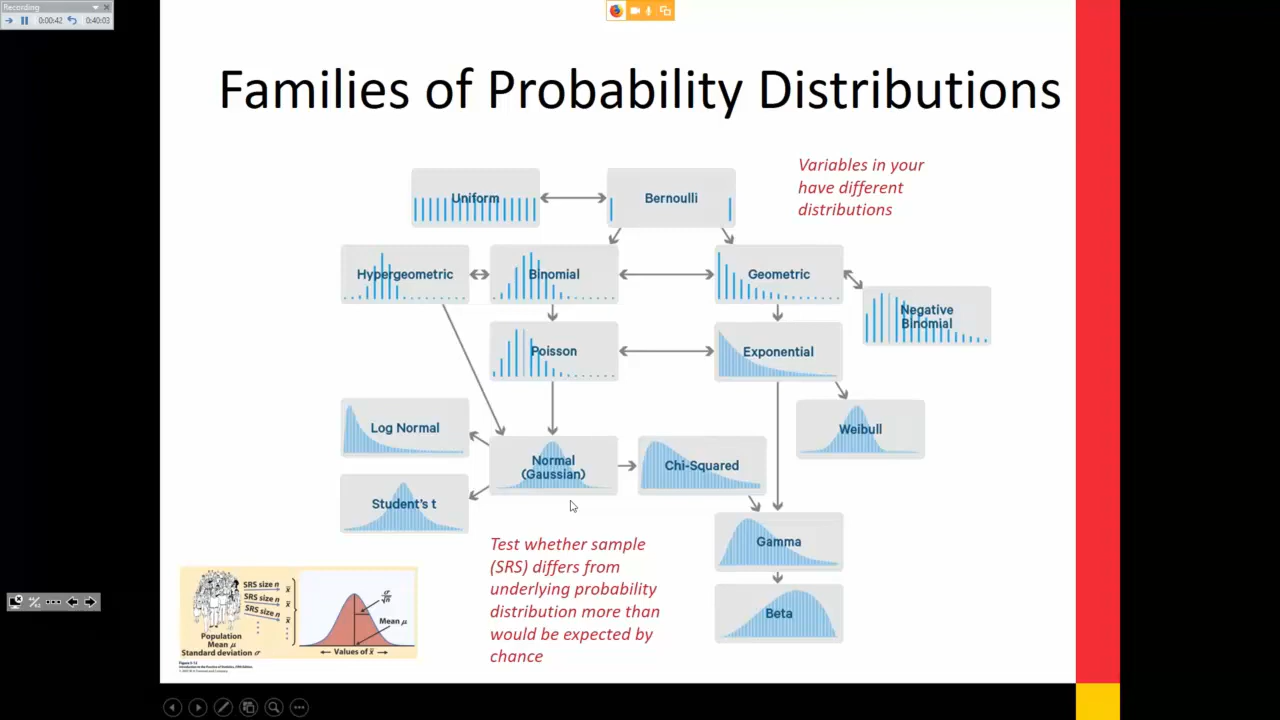 Recording
0:00:42
0:40:03
Families of Probability Distributions
Variables in your
have different
distributions
Uniform
Bernoulli
Hypergeometric
Binomial
Geometric
Negative
Binomial
Poisson
Exponential
Log Normal
Weibull
Normal
(Gaussian)
Chi-Squared
Student's t
Gamma
Beta
Test whether sample
(SRS) differs from
underlying probability
distribution more than
would be expected by
chance
SRS size n x̄
SRS size n x̄
SRS size n x̄
Population
Mean μ
Standard deviation σ
σ
√n
Mean μ
Values of x̄